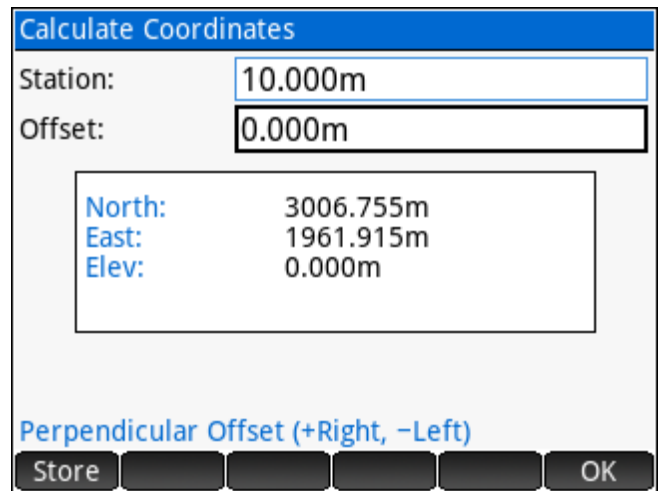 Calculate Coordinates
Station: 10.000m
Offset: 0.000m
North: 3006.755m
East: 1961.915m
Elev: 0.000m
Perpendicular Offset (+Right, −Left)
Store OK